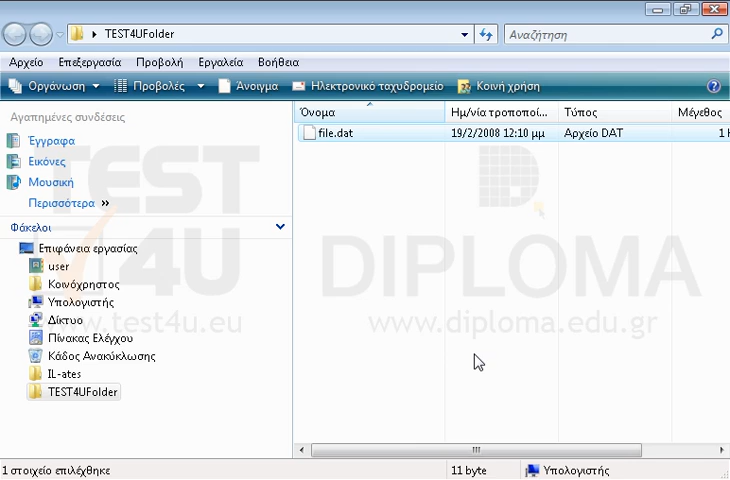 TEST4UFolder
Αναζήτηση
Αρχείο Επεξεργασία Προβολή Εργαλεία Βοήθεια
Οργάνωση Προβολές Άνοιγμα Ηλεκτρονικό ταχυδρομείο Κοινή χρήση
Αγαπημένες συνδέσεις
Έγγραφα
Εικόνες
Μουσική
Περισσότερα »
Φάκελοι
Επιφάνεια εργασίας
user
Κοινόχρηστος
Υπολογιστής
Δίκτυο
Πίνακας Ελέγχου
Κάδος Ανακύκλωσης
IL-ates
TEST4UFolder
Όνομα Ημ/νία τροποποί... Τύπος Μέγεθος
file.dat 19/2/2008 12:10 μμ Αρχείο DAT 1
TEST
4U
www.test4u.eu
D
DIPLOMA
www.diploma.edu.gr
1 στοιχείο επιλέχθηκε 11 byte Υπολογιστής